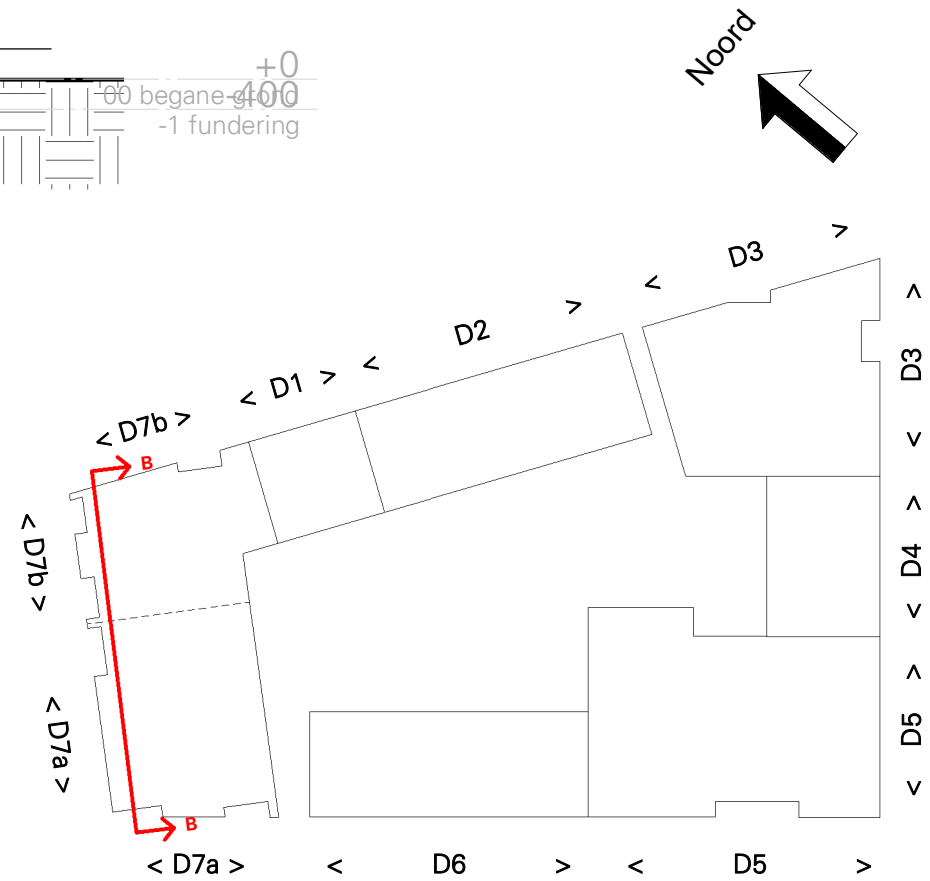 +0
00 begane grond
-400
-1 fundering
Noord
< D3 >
< D2 >
< D1 >
< D7b >
B
< D3 >
< D7b >
< D4 >
< D7a >
< D5 >
B
< D7a >
< D6 >
< D5 >